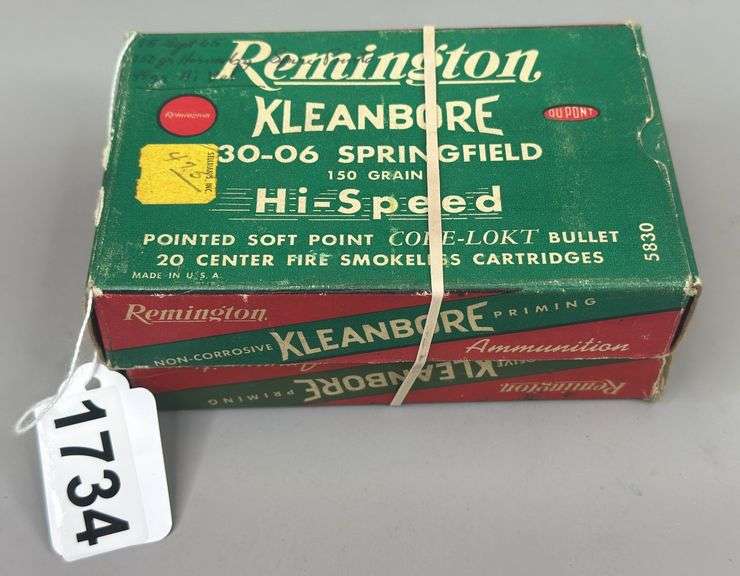 Remington
Remington
KLEANBORE
DU PONT
30-06 SPRINGFIELD
150 GRAIN
Hi-Speed
POINTED SOFT POINT CORE-LOKT BULLET
20 CENTER FIRE SMOKELESS CARTRIDGES
MADE IN U.S.A.
5830
Remington
NON-CORROSIVE KLEANBORE PRIMING
Ammunition
Remington
KLEANBORE
PRIMING
Ammunition
1734